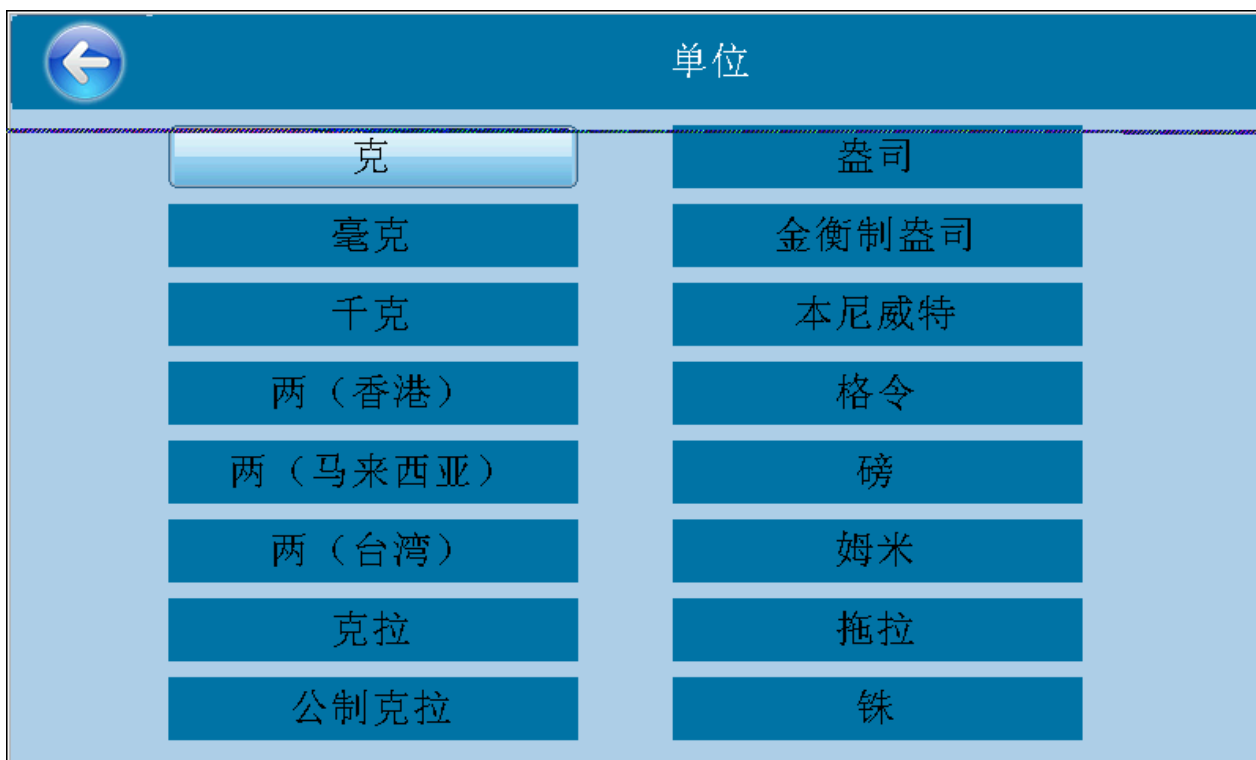 单位
克
盎司
毫克
金衡制盎司
千克
本尼威特
两（香港）
格令
两（马来西亚）
磅
两（台湾）
姆米
克拉
拖拉
公制克拉
铢